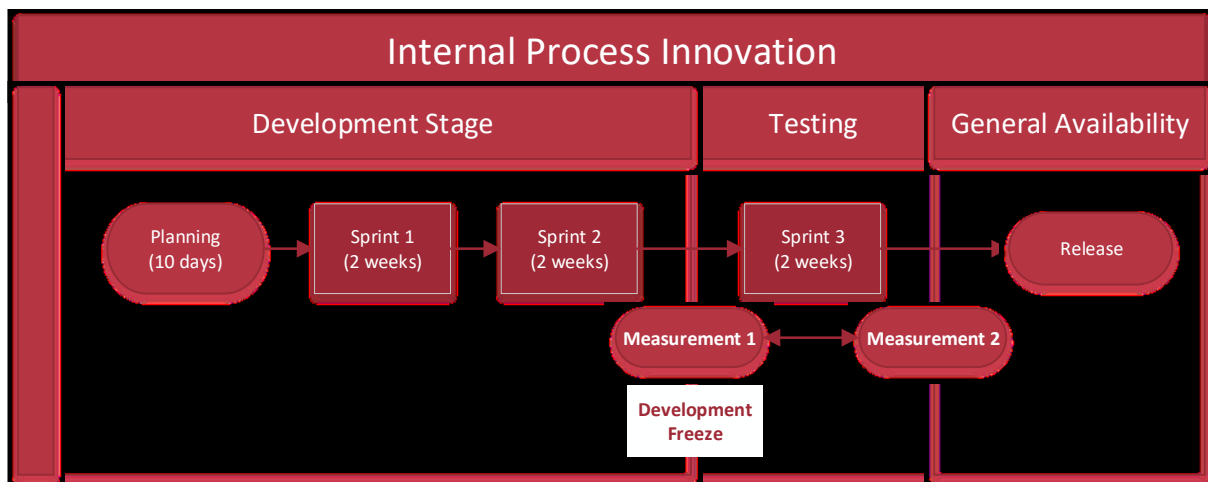 Internal Process Innovation
Development Stage
Testing
General Availability
Planning
(10 days)
Sprint 1
(2 weeks)
Sprint 2
(2 weeks)
Sprint 3
(2 weeks)
Release
Measurement 1
Measurement 2
Development
Freeze